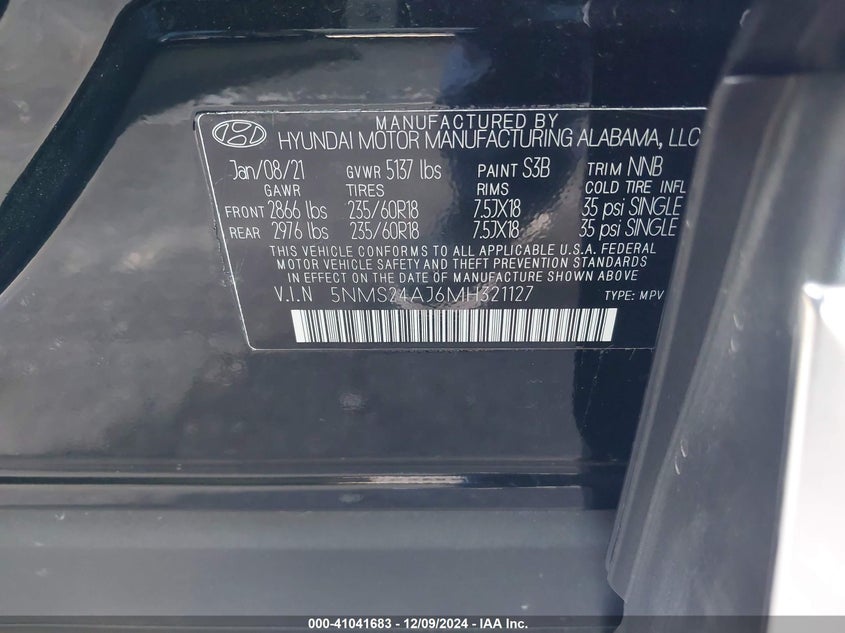 MANUFACTURED BY
HYUNDAI MOTOR MANUFACTURING ALABAMA, LLC
Jan/08/21 GVWR 5137 lbs PAINT S3B TRIM NNB
GAWR TIRES RIMS COLD TIRE INFL
FRONT 2866 lbs 235/60R18 7.5JX18 35 psi SINGLE
REAR 2976 lbs 235/60R18 7.5JX18 35 psi SINGLE
THIS VEHICLE CONFORMS TO ALL APPLICABLE U.S.A. FEDERAL
MOTOR VEHICLE SAFETY AND THEFT PREVENTION STANDARDS
IN EFFECT ON THE DATE OF MANUFACTURE SHOWN ABOVE
V.I.N 5NMS24AJ6MH321127 TYPE: MPV
000-41041683 - 12/09/2024 - IAA Inc.